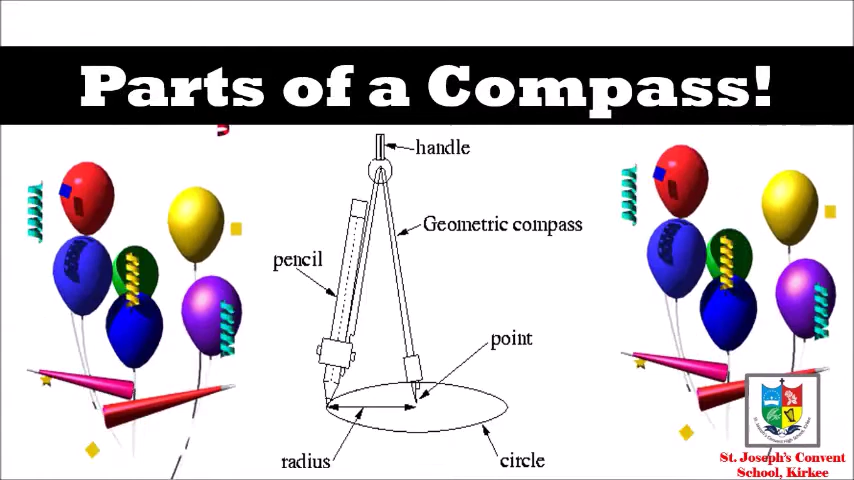 Parts of a Compass!
handle
Geometric compass
pencil
point
radius
circle
St. Joseph's Convent
School, Kirkee